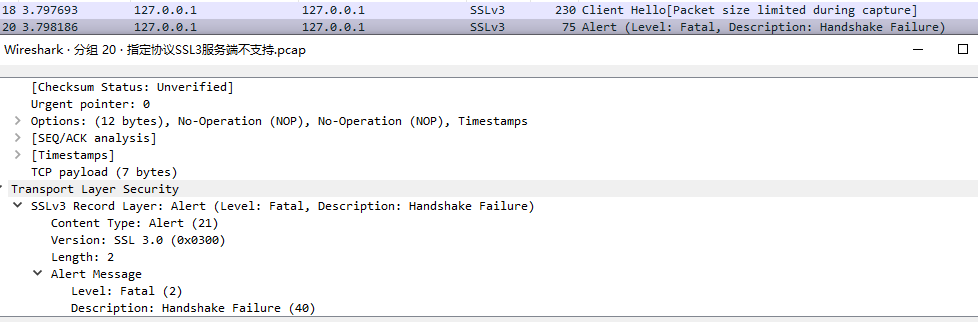 18 3.797693 127.0.0.1 127.0.0.1 SSLv3 230 Client Hello[Packet size limited during capture]
20 3.798186 127.0.0.1 127.0.0.1 SSLv3 75 Alert (Level: Fatal, Description: Handshake Failure)
Wireshark · 分组 20 · 指定协议SSL3服务端不支持.pcap
[Checksum Status: Unverified]
Urgent pointer: 0
Options: (12 bytes), No-Operation (NOP), No-Operation (NOP), Timestamps
[SEQ/ACK analysis]
[Timestamps]
TCP payload (7 bytes)
Transport Layer Security
SSLv3 Record Layer: Alert (Level: Fatal, Description: Handshake Failure)
Content Type: Alert (21)
Version: SSL 3.0 (0x0300)
Length: 2
Alert Message
Level: Fatal (2)
Description: Handshake Failure (40)